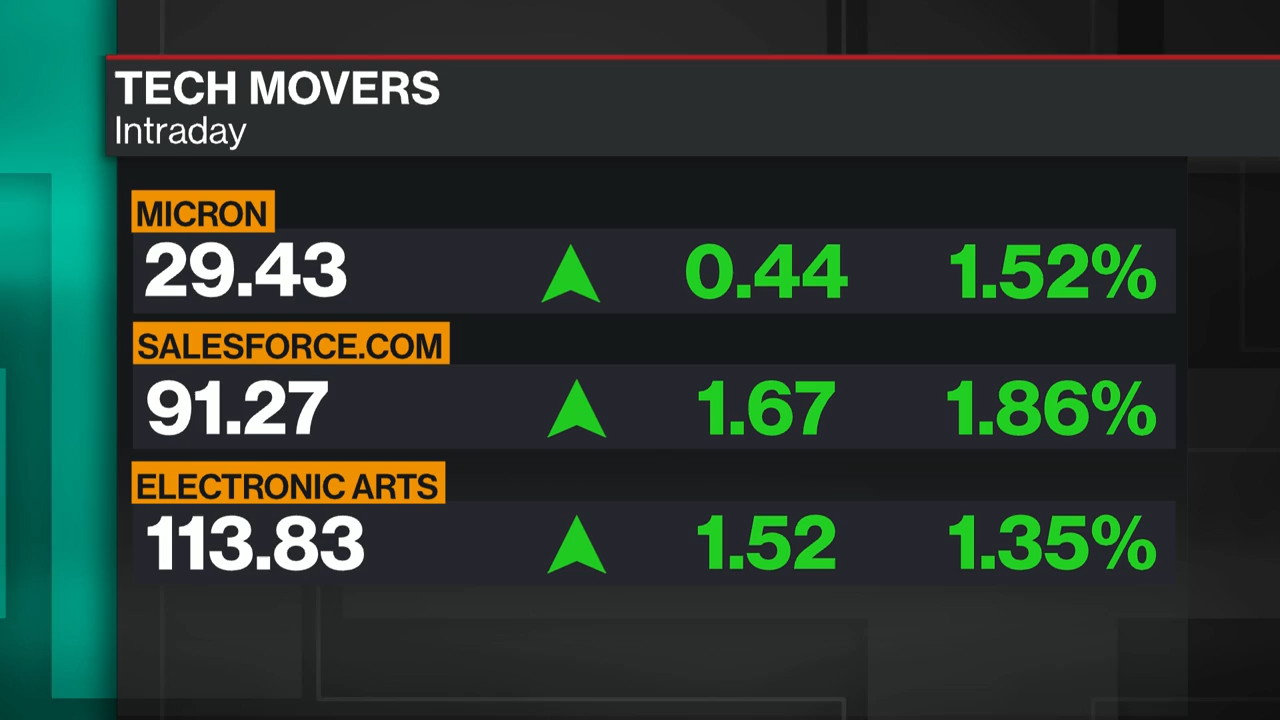 TECH MOVERS
Intraday
MICRON
29.43 ▲ 0.44 1.52%
SALESFORCE.COM
91.27 ▲ 1.67 1.86%
ELECTRONIC ARTS
113.83 ▲ 1.52 1.35%